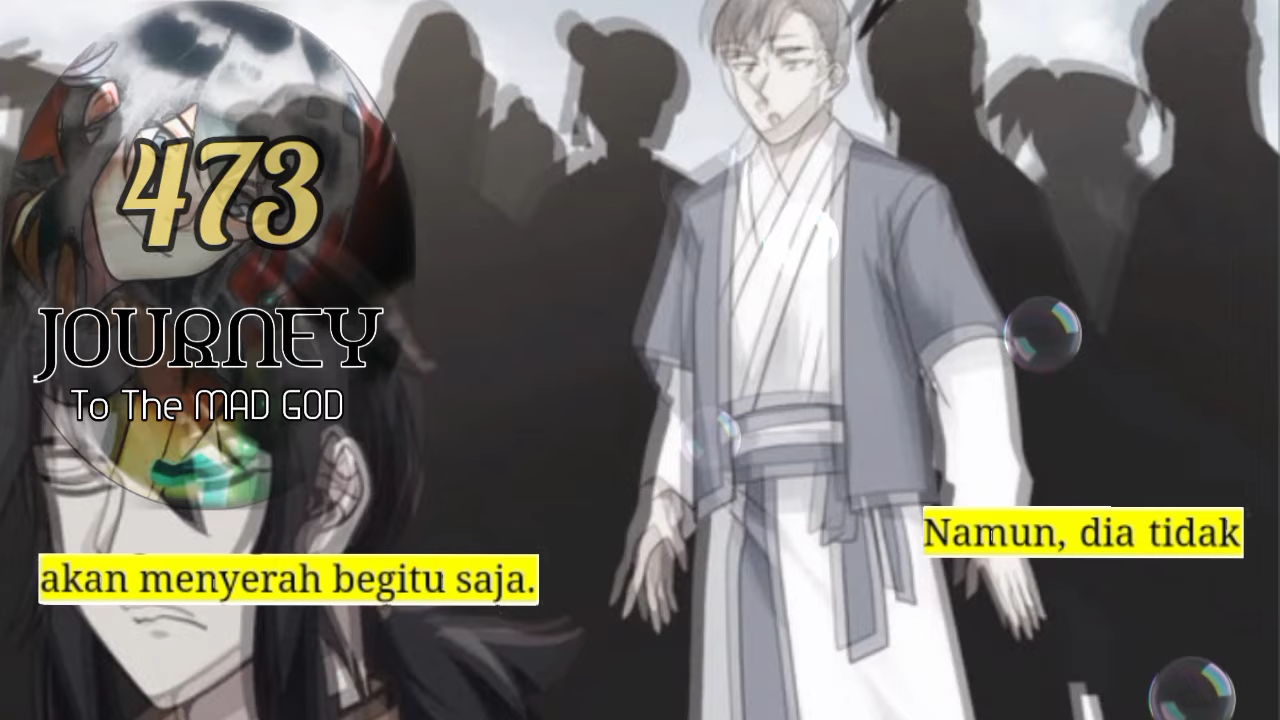 473
JOURNEY
To The MAD GOD
Namun, dia tidak
akan menyerah begitu saja.